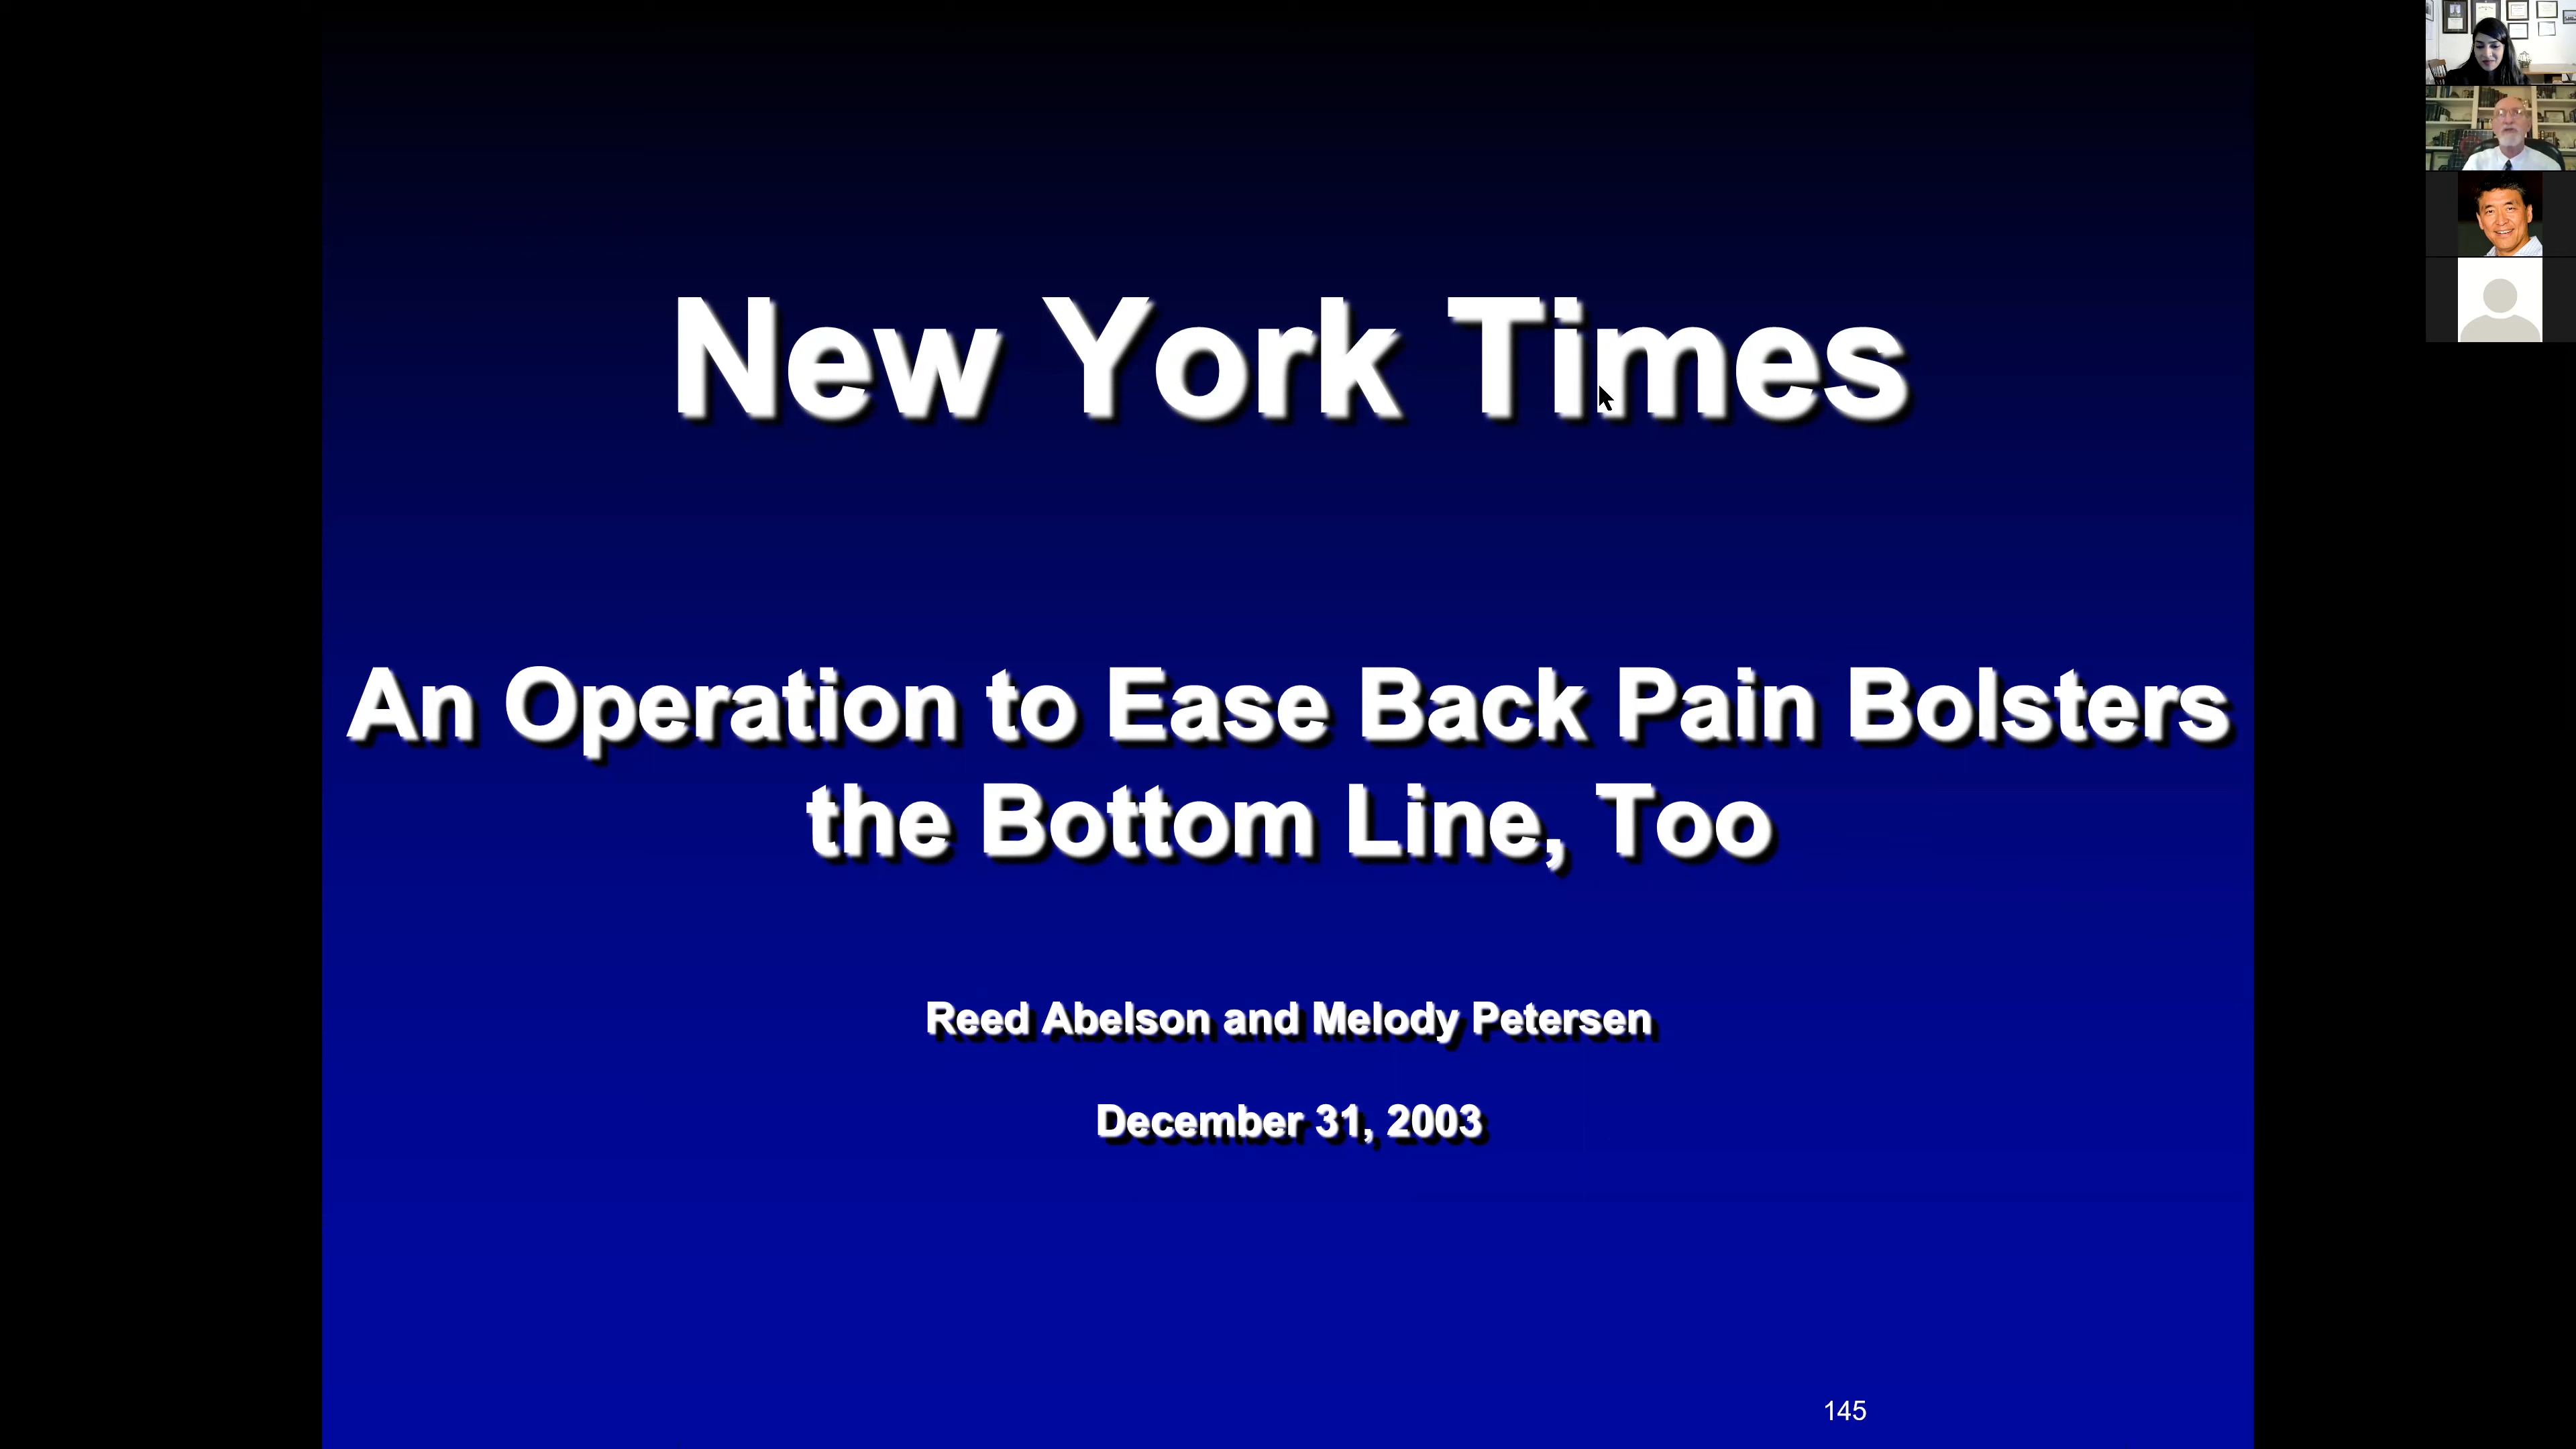 New York Times
An Operation to Ease Back Pain Bolsters
the Bottom Line, Too
Reed Abelson and Melody Petersen
December 31, 2003
145